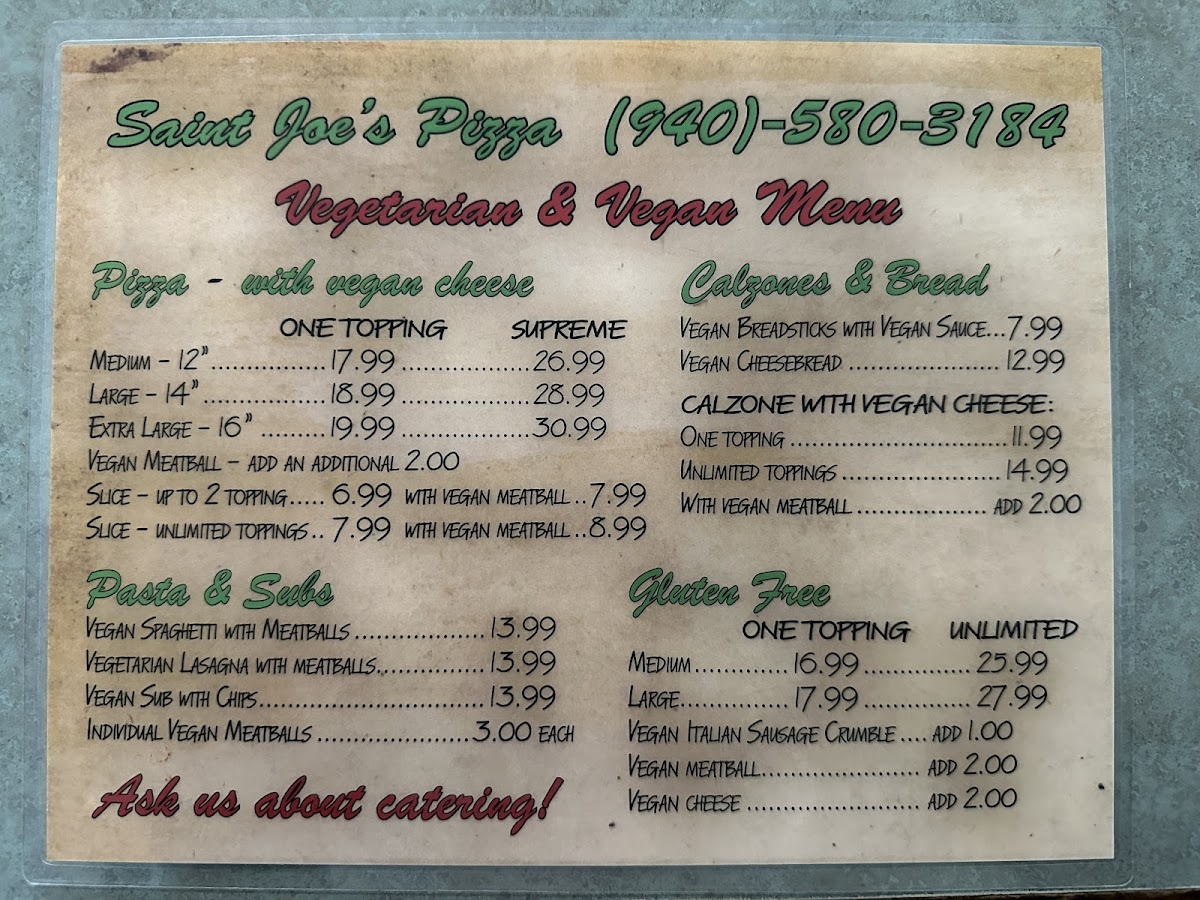 Saint Joe's Pizza (940)-580-3184
Vegetarian & Vegan Menu
Pizza - with vegan cheese
ONE TOPPING SUPREME
MEDIUM - 12" ................. 17.99 ................... 26.99
LARGE - 14" .................. 18.99 ................... 28.99
EXTRA LARGE - 16" .......... 19.99 ................... 30.99
VEGAN MEATBALL - ADD AN ADDITIONAL 2.00
SLICE - UP TO 2 TOPPING..... 6.99 WITH VEGAN MEATBALL .. 7.99
SLICE - UNLIMITED TOPPINGS .. 7.99 WITH VEGAN MEATBALL .. 8.99
Calzones & Bread
VEGAN BREADSTICKS WITH VEGAN SAUCE...7.99
VEGAN CHEESEBREAD ...................... 12.99
CALZONE WITH VEGAN CHEESE:
ONE TOPPING ................................ 11.99
UNLIMITED TOPPINGS ....................... 14.99
WITH VEGAN MEATBALL ................... ADD 2.00
Pasta & Subs
VEGAN SPAGHETTI WITH MEATBALLS ................... 13.99
VEGETARIAN LASAGNA WITH MEATBALLS................ 13.99
VEGAN SUB WITH CHIPS................................. 13.99
INDIVIDUAL VEGAN MEATBALLS ...................... 3.00 EACH
Ask us about catering!
Gluten Free
ONE TOPPING UNLIMITED
MEDIUM .............. 16.99 ................ 25.99
LARGE................ 17.99 ................ 27.99
VEGAN ITALIAN SAUSAGE CRUMBLE .... ADD 1.00
VEGAN MEATBALL....................... ADD 2.00
VEGAN CHEESE ......................... ADD 2.00